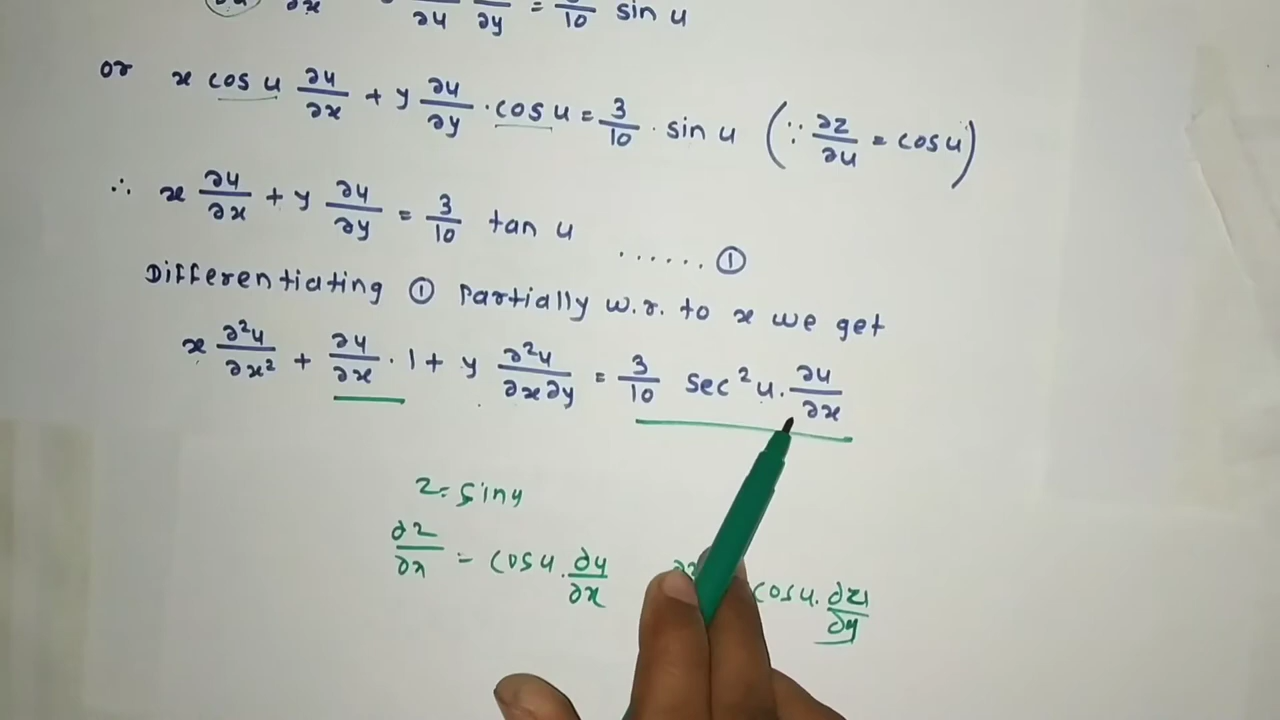 ∂x ∂u ∂y = 10 sin u
or x cos u ∂u/∂x + y ∂u/∂y · cos u = 3/10 · sin u (∵ ∂z/∂u = cos u)
∴ x ∂u/∂x + y ∂u/∂y = 3/10 tan u ...... ①
Differentiating ① Partially w.r. to x we get
x ∂²u/∂x² + ∂u/∂x · 1 + y ∂²u/∂x∂y = 3/10 sec²u · ∂u/∂x
z = sin u
∂z/∂x = cos u · ∂u/∂x cos u · ∂u/∂y